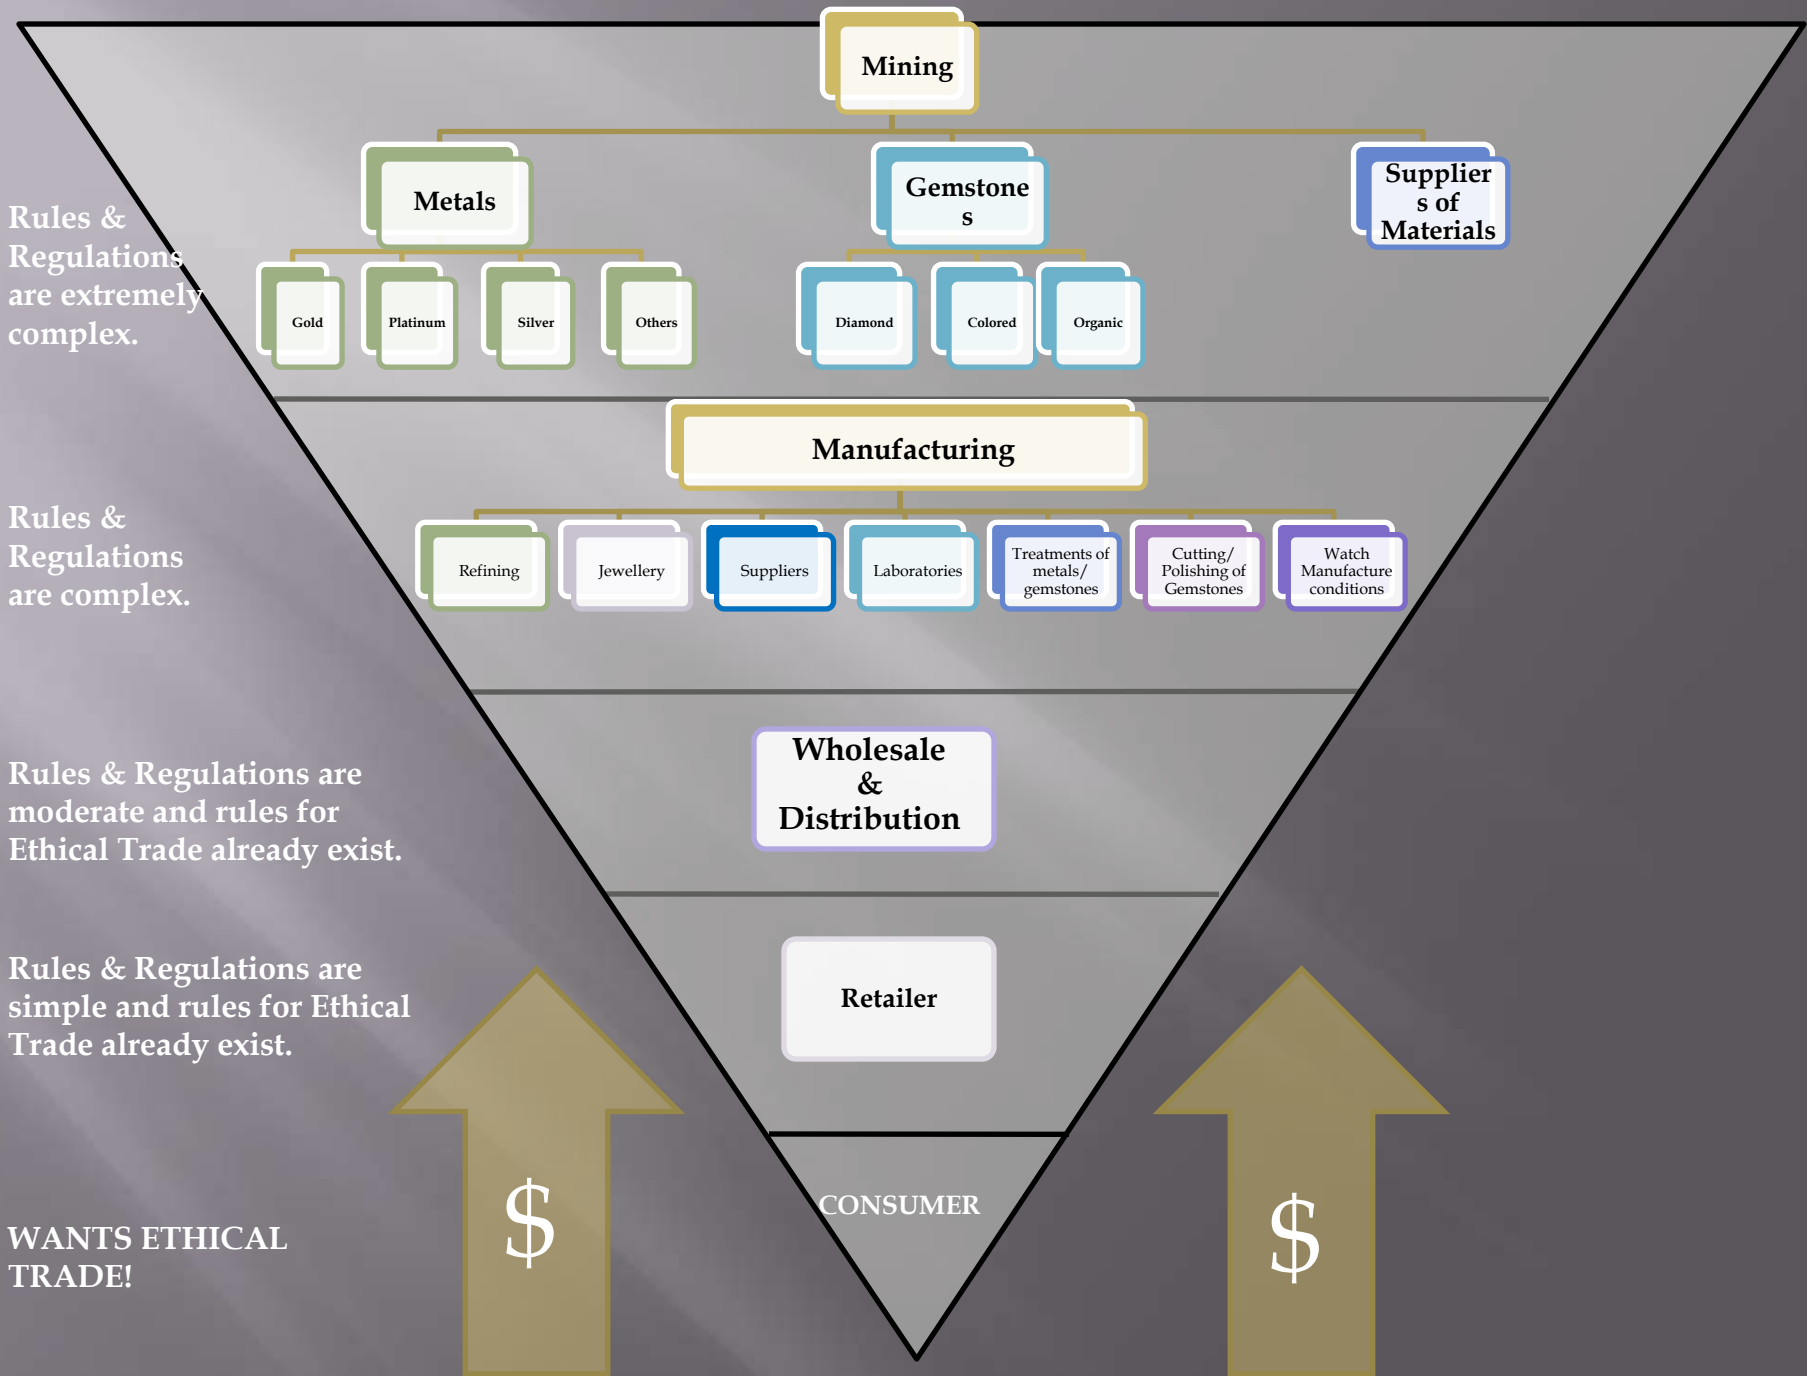 Mining
Metals
Gemstone
s
Supplier
s of
Materials
Rules &
Regulations
are extremely
complex.
Gold
Platinum
Silver
Others
Diamond
Colored
Organic
Manufacturing
Rules &
Regulations
are complex.
Refining
Jewellery
Suppliers
Laboratories
Treatments of
metals/
gemstones
Cutting/
Polishing of
Gemstones
Watch
Manufacture
conditions
Wholesale
&
Distribution
Rules & Regulations are
moderate and rules for
Ethical Trade already exist.
Retailer
Rules & Regulations are
simple and rules for Ethical
Trade already exist.
CONSUMER
WANTS ETHICAL
TRADE!
$
$